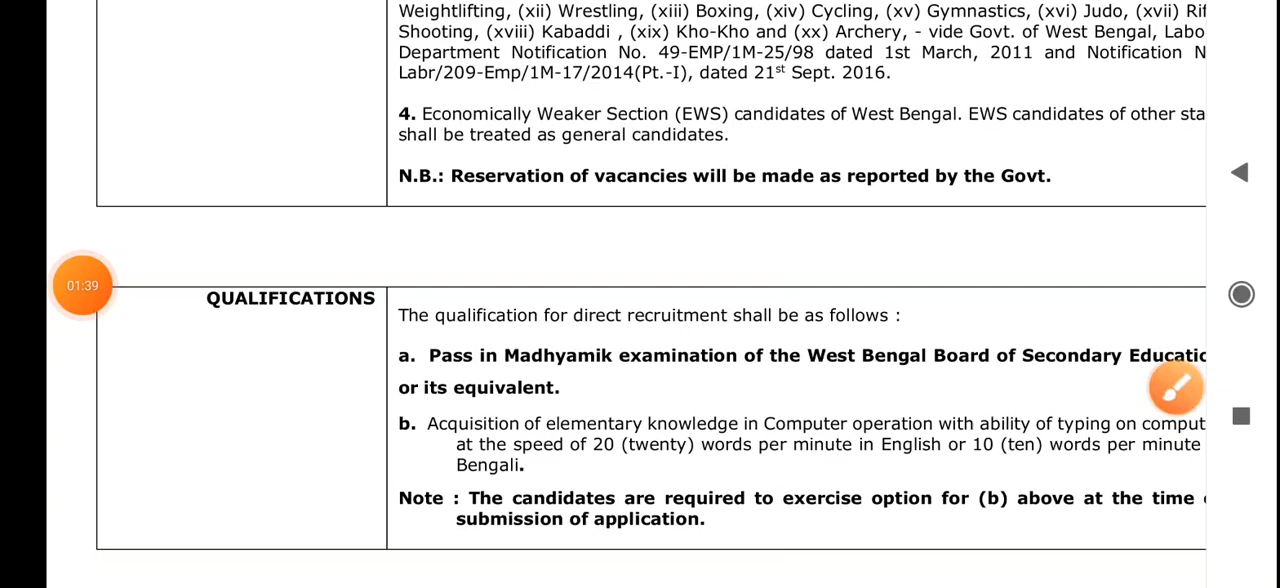 Weightlifting, (xii) Wrestling, (xiii) Boxing, (xiv) Cycling, (xv) Gymnastics, (xvi) Judo, (xvii) Rif
Shooting, (xviii) Kabaddi , (xix) Kho-Kho and (xx) Archery, - vide Govt. of West Bengal, Labo
Department Notification No. 49-EMP/1M-25/98 dated 1st March, 2011 and Notification N
Labr/209-Emp/1M-17/2014(Pt.-I), dated 21st Sept. 2016.
4. Economically Weaker Section (EWS) candidates of West Bengal. EWS candidates of other sta
shall be treated as general candidates.
N.B.: Reservation of vacancies will be made as reported by the Govt.
01:39
QUALIFICATIONS
The qualification for direct recruitment shall be as follows :
a. Pass in Madhyamik examination of the West Bengal Board of Secondary Educatic
or its equivalent.
b. Acquisition of elementary knowledge in Computer operation with ability of typing on comput
at the speed of 20 (twenty) words per minute in English or 10 (ten) words per minute
Bengali.
Note : The candidates are required to exercise option for (b) above at the time
submission of application.